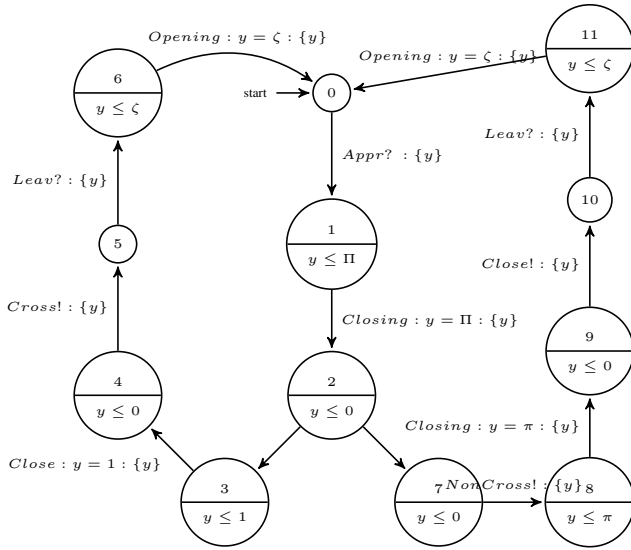 Opening : y = ζ : {y}
11
Opening : y = ζ : {y}
y ≤ ζ
6
y ≤ ζ
start
0
Appr? : {y}
Leav? : {y}
Leav? : {y}
10
1
y ≤ Π
5
Close! : {y}
Cross! : {y}
Closing : y = Π : {y}
9
y ≤ 0
4
y ≤ 0
2
y ≤ 0
Closing : y = π : {y}
Close : y = 1 : {y}
3
y ≤ 1
7
y ≤ 0
NonCross! : {y}
8
y ≤ π